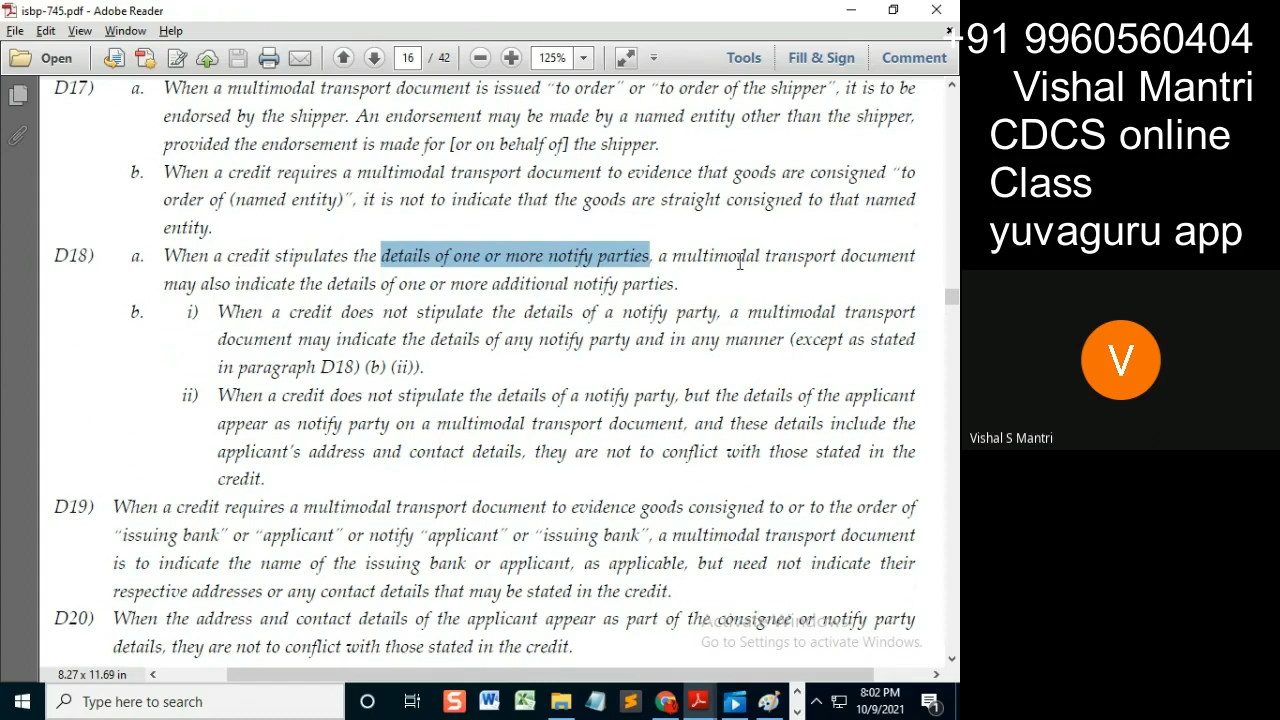 isbp-745.pdf - Adobe Reader
File Edit View Window Help
Open 16 / 42 125% Tools Fill & Sign Comment
D17) a. When a multimodal transport document is issued “to order” or “to order of the shipper”, it is to be
endorsed by the shipper. An endorsement may be made by a named entity other than the shipper,
provided the endorsement is made for [or on behalf of] the shipper.
b. When a credit requires a multimodal transport document to evidence that goods are consigned “to
order of (named entity)”, it is not to indicate that the goods are straight consigned to that named
entity.
D18) a. When a credit stipulates the details of one or more notify parties, a multimodal transport document
may also indicate the details of one or more additional notify parties.
b. i) When a credit does not stipulate the details of a notify party, a multimodal transport
document may indicate the details of any notify party and in any manner (except as stated
in paragraph D18) (b) (ii)).
ii) When a credit does not stipulate the details of a notify party, but the details of the applicant
appear as notify party on a multimodal transport document, and these details include the
applicant’s address and contact details, they are not to conflict with those stated in the
credit.
D19) When a credit requires a multimodal transport document to evidence goods consigned to or to the order of
“issuing bank” or “applicant” or notify “applicant” or “issuing bank”, a multimodal transport document
is to indicate the name of the issuing bank or applicant, as applicable, but need not indicate their
respective addresses or any contact details that may be stated in the credit.
D20) When the address and contact details of the applicant appear as part of the consignee or notify party
details, they are not to conflict with those stated in the credit.
Activate Windows
Go to Settings to activate Windows.
8.27 x 11.69 in
Type here to search
8:02 PM
10/9/2021
1
+91 9960560404
Vishal Mantri
CDCS online
Class
yuvaguru app
V
Vishal S Mantri